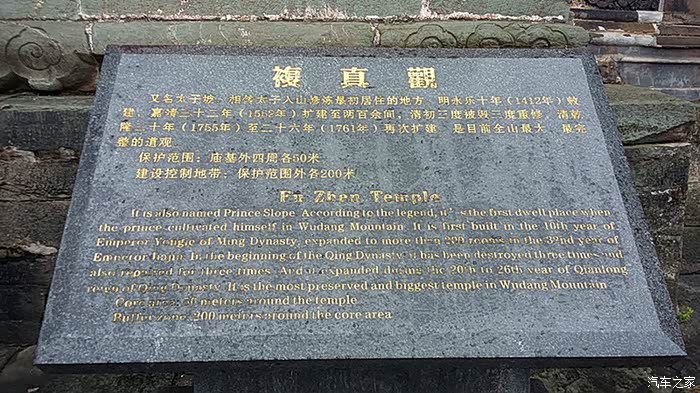 複真觀
又名太子坡，相传太子入山修炼最初居住的地方，明永乐十年（1412年）敕
建，嘉靖三十二年（1552年）扩建至两百余间，清初三度被毁三度重修，清乾
隆二十年（1755年）至二十六年（1761年）再次扩建，是目前全山最大、最完
整的道观
保护范围：庙基外四周各50米
建设控制地带：保护范围外各200米
Fu Zhen Temple
It is also named Prince Slope. According to the legend, it's the first dwell place when
the prince cultivated himself in Wudang Mountain. It is first built in the 10th year of
Emperor Yongle of Ming Dynasty, expanded to more then 200 rooms in the 32nd year of
Emperor In the beginning of the Qing Dynasty, it has been destroyed three times and
also repaired for three times. And it expanded during the 20th to 26th year of Qianlong
reign of Qing Dynasty. It is the most preserved and biggest temple in Wudang Mountain
Core area: 50 meters around the temple
Buffer zone: 200 metres around the core area
汽车之家